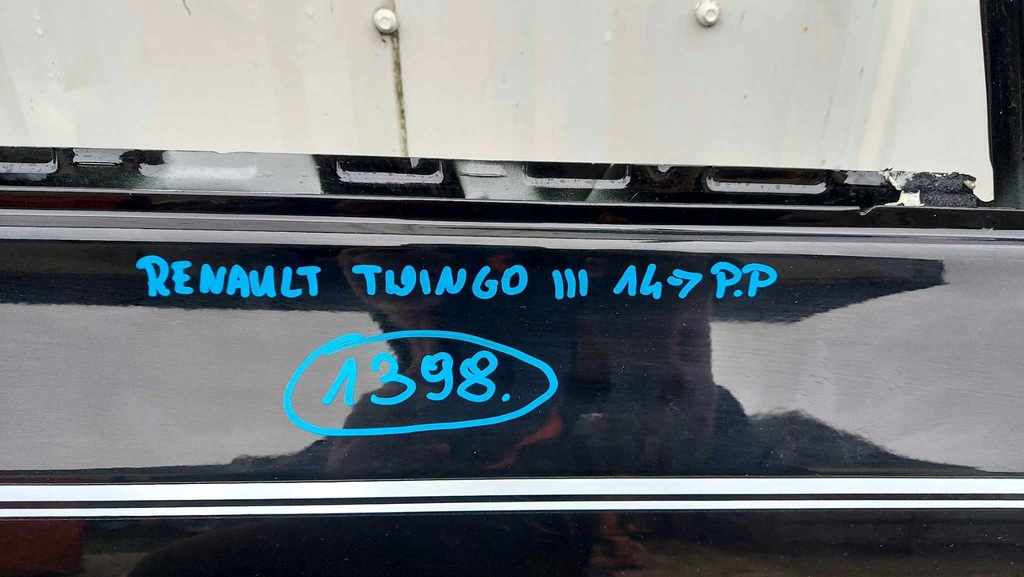 RENAULT TWINGO III 14-> P.P
1398.